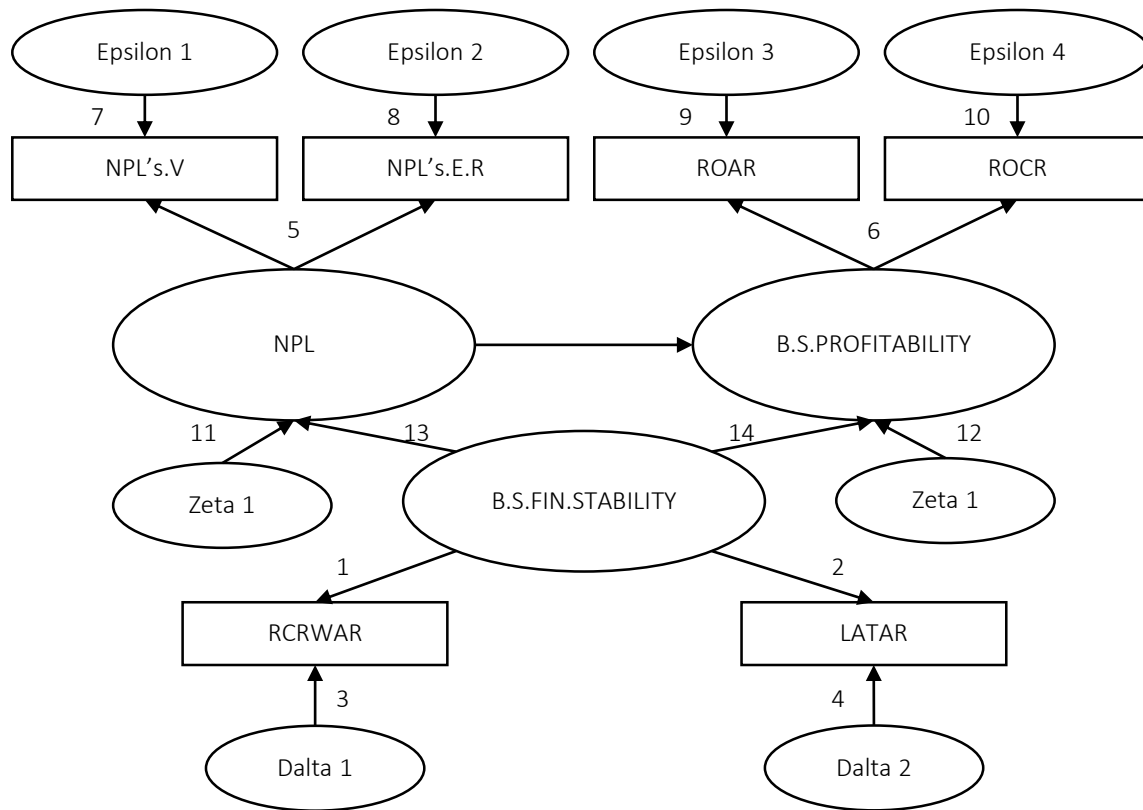 Epsilon 1
Epsilon 2
Epsilon 3
Epsilon 4
7
8
9
10
NPL’s.V
NPL’s.E.R
ROAR
ROCR
5
6
NPL
B.S.PROFITABILITY
11
13
14
12
Zeta 1
B.S.FIN.STABILITY
Zeta 1
1
2
RCRWAR
LATAR
3
4
Dalta 1
Dalta 2